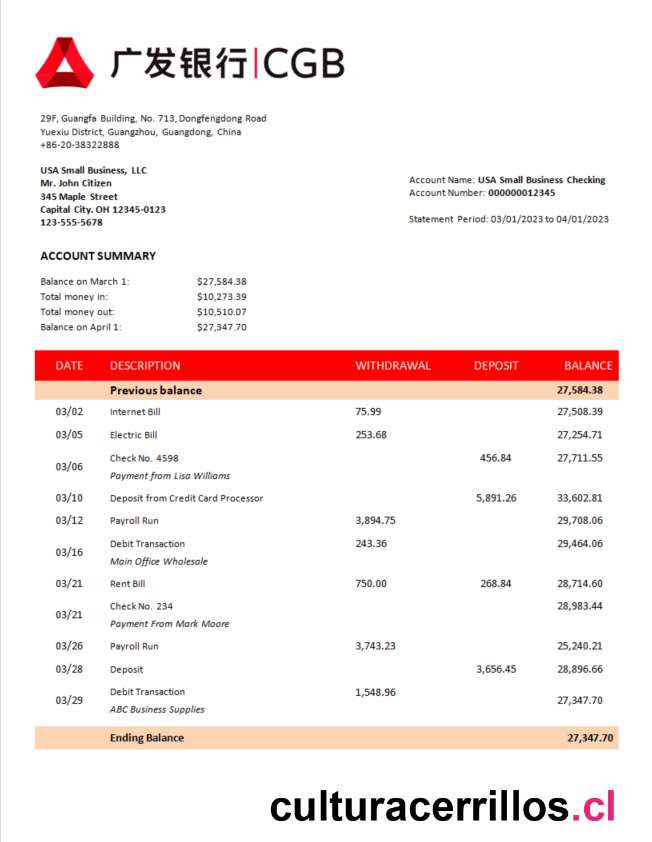 广发银行|CGB
29F, Guangfa Building, No. 713, Dongfengdong Road
Yuexiu District, Guangzhou, Guangdong, China
+86-20-38322888
USA Small Business, LLC
Mr. John Citizen
345 Maple Street
Capital City. OH 12345-0123
123-555-5678
Account Name: USA Small Business Checking
Account Number: 000000012345
Statement Period: 03/01/2023 to 04/01/2023
ACCOUNT SUMMARY
Balance on March 1: $27,584.38
Total money in: $10,273.39
Total money out: $10,510.07
Balance on April 1: $27,347.70
DATE DESCRIPTION WITHDRAWAL DEPOSIT BALANCE
Previous balance 27,584.38
03/02 Internet Bill 75.99 27,508.39
03/05 Electric Bill 253.68 27,254.71
03/06 Check No. 4598 456.84 27,711.55
Payment from Lisa Williams
03/10 Deposit from Credit Card Processor 5,891.26 33,602.81
03/12 Payroll Run 3,894.75 29,708.06
03/16 Debit Transaction 243.36 29,464.06
Main Office Wholesale
03/21 Rent Bill 750.00 268.84 28,714.60
03/21 Check No. 234 28,983.44
Payment From Mark Moore
03/26 Payroll Run 3,743.23 25,240.21
03/28 Deposit 3,656.45 28,896.66
03/29 Debit Transaction 1,548.96 27,347.70
ABC Business Supplies
Ending Balance 27,347.70
culturacerrillos.cl